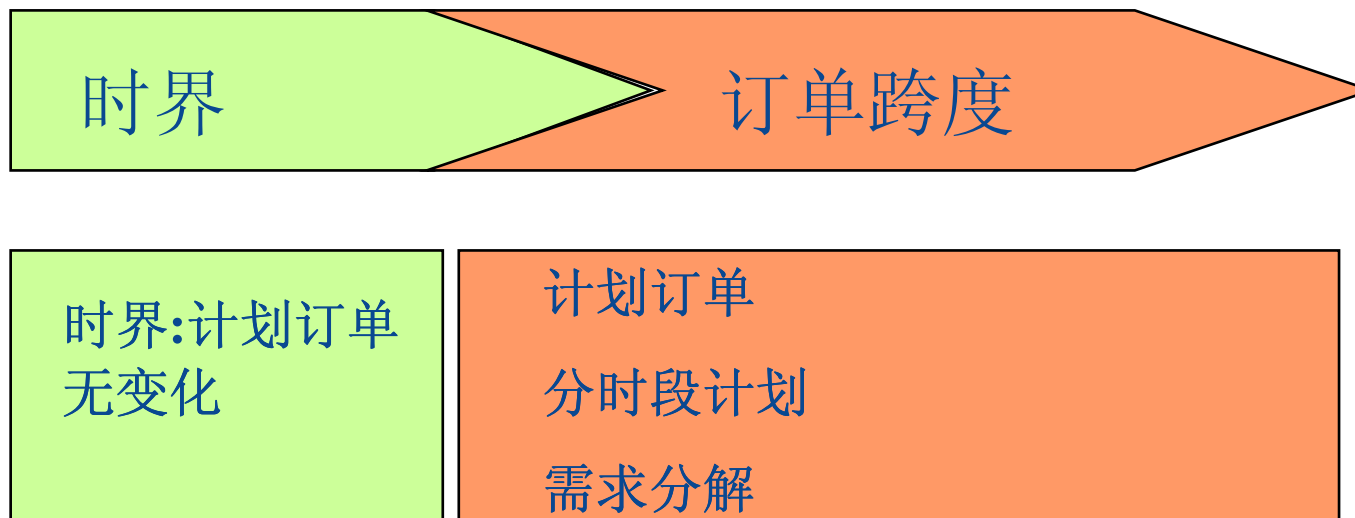 时界
订单跨度
时界:计划订单
无变化
计划订单
分时段计划
需求分解